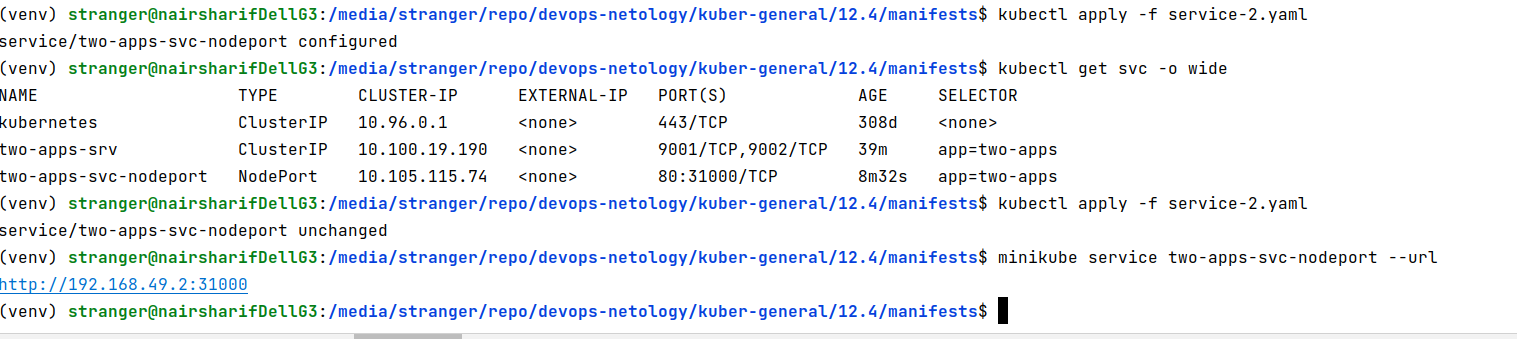 (venv) stranger@nairsharifDellG3:/media/stranger/repo/devops-netology/kuber-general/12.4/manifests$ kubectl apply -f service-2.yaml
service/two-apps-svc-nodeport configured
(venv) stranger@nairsharifDellG3:/media/stranger/repo/devops-netology/kuber-general/12.4/manifests$ kubectl get svc -o wide
NAME                    TYPE        CLUSTER-IP      EXTERNAL-IP   PORT(S)             AGE     SELECTOR
kubernetes              ClusterIP   10.96.0.1       <none>        443/TCP             308d    <none>
two-apps-srv            ClusterIP   10.100.19.190   <none>        9001/TCP,9002/TCP   39m     app=two-apps
two-apps-svc-nodeport   NodePort    10.105.115.74   <none>        80:31000/TCP        8m32s   app=two-apps
(venv) stranger@nairsharifDellG3:/media/stranger/repo/devops-netology/kuber-general/12.4/manifests$ kubectl apply -f service-2.yaml
service/two-apps-svc-nodeport unchanged
(venv) stranger@nairsharifDellG3:/media/stranger/repo/devops-netology/kuber-general/12.4/manifests$ minikube service two-apps-svc-nodeport --url
http://192.168.49.2:31000
(venv) stranger@nairsharifDellG3:/media/stranger/repo/devops-netology/kuber-general/12.4/manifests$